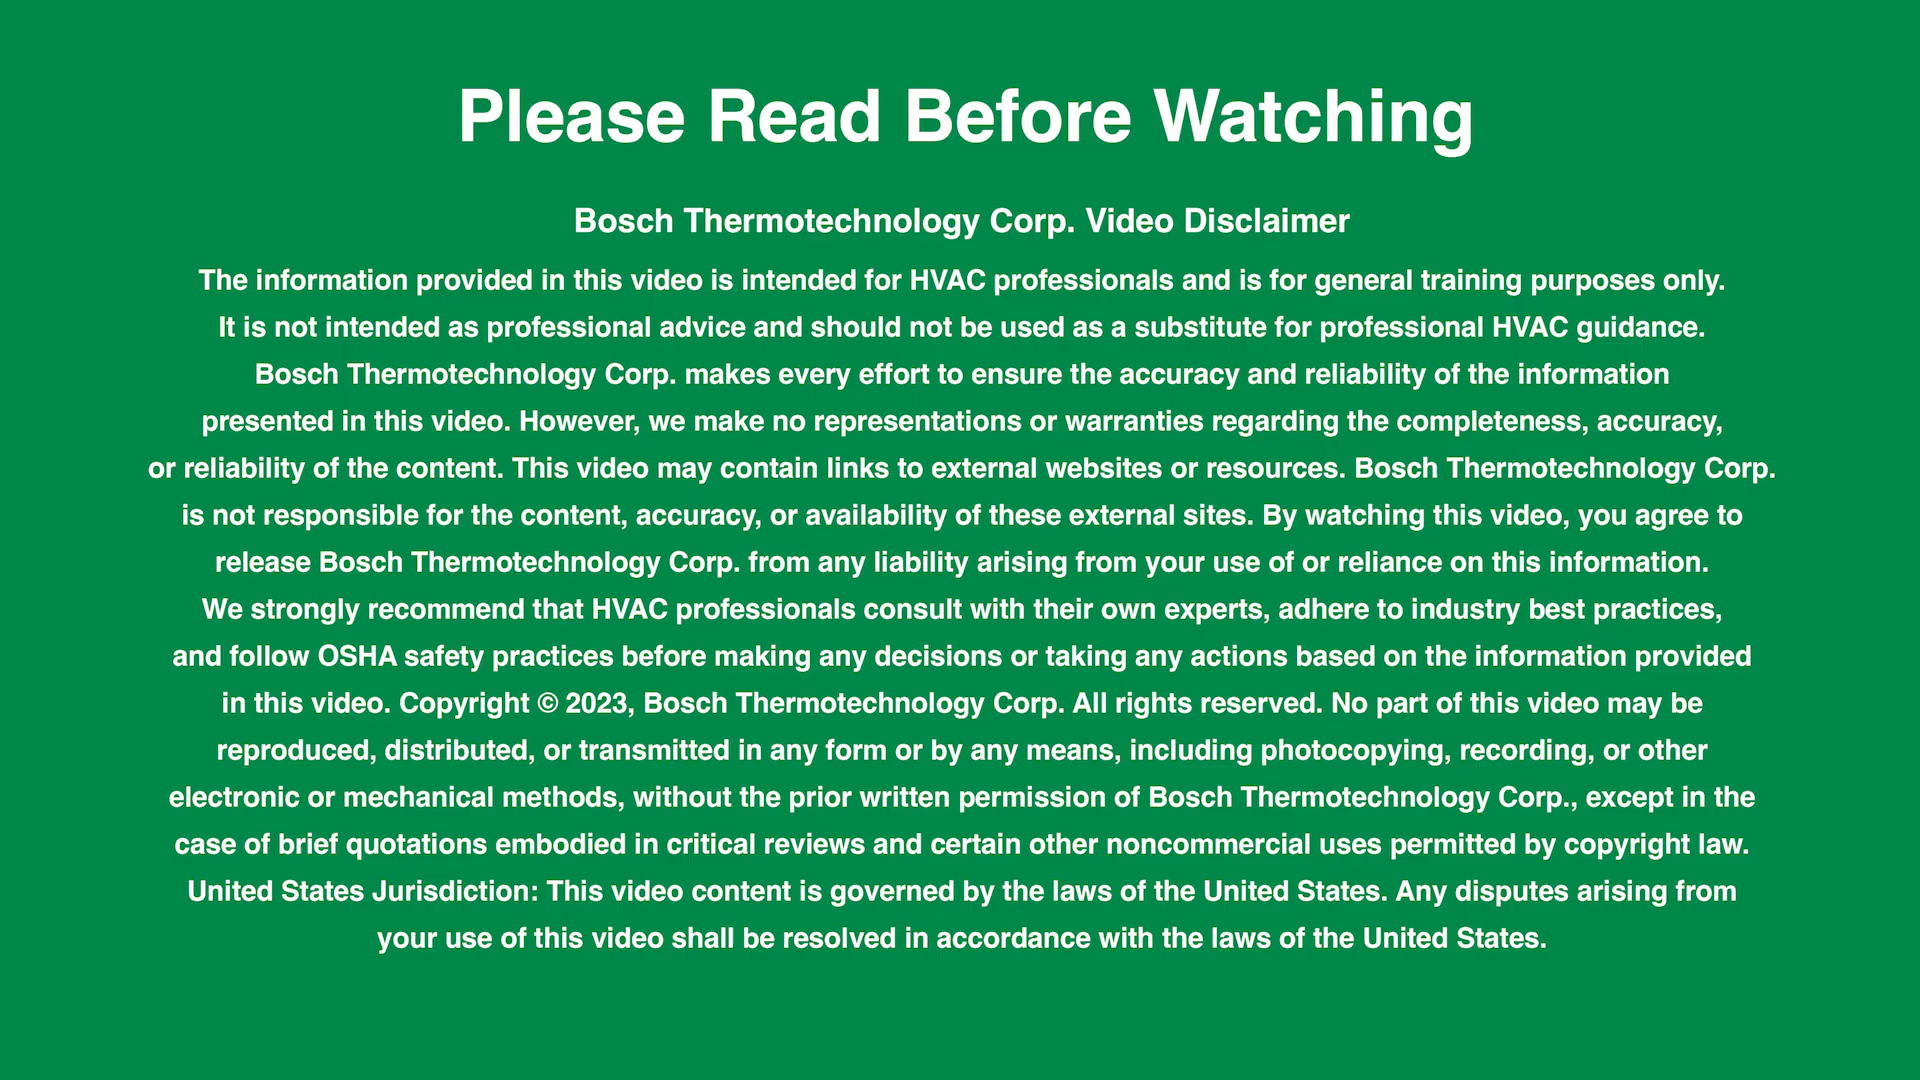 Please Read Before Watching
Bosch Thermotechnology Corp. Video Disclaimer
The information provided in this video is intended for HVAC professionals and is for general training purposes only.
It is not intended as professional advice and should not be used as a substitute for professional HVAC guidance.
Bosch Thermotechnology Corp. makes every effort to ensure the accuracy and reliability of the information
presented in this video. However, we make no representations or warranties regarding the completeness, accuracy,
or reliability of the content. This video may contain links to external websites or resources. Bosch Thermotechnology Corp.
is not responsible for the content, accuracy, or availability of these external sites. By watching this video, you agree to
release Bosch Thermotechnology Corp. from any liability arising from your use of or reliance on this information.
We strongly recommend that HVAC professionals consult with their own experts, adhere to industry best practices,
and follow OSHA safety practices before making any decisions or taking any actions based on the information provided
in this video. Copyright © 2023, Bosch Thermotechnology Corp. All rights reserved. No part of this video may be
reproduced, distributed, or transmitted in any form or by any means, including photocopying, recording, or other
electronic or mechanical methods, without the prior written permission of Bosch Thermotechnology Corp., except in the
case of brief quotations embodied in critical reviews and certain other noncommercial uses permitted by copyright law.
United States Jurisdiction: This video content is governed by the laws of the United States. Any disputes arising from
your use of this video shall be resolved in accordance with the laws of the United States.